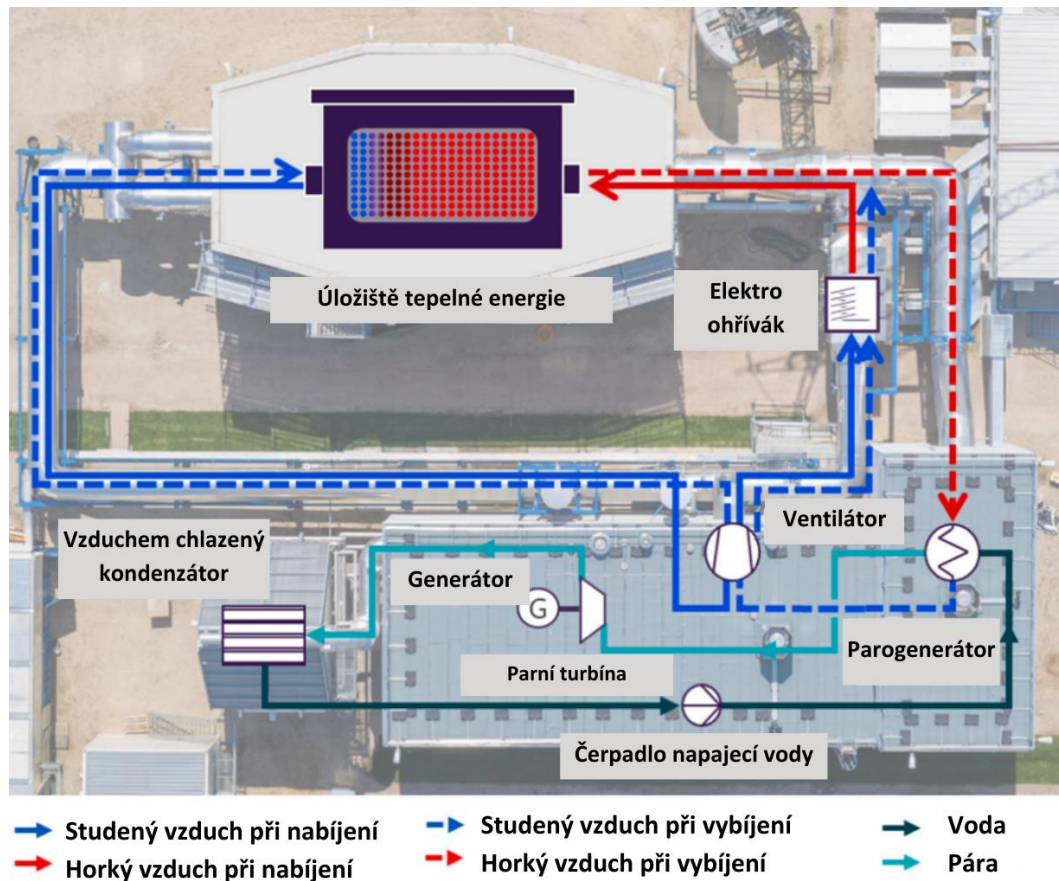 Úložiště tepelné energie
Elektro
ohřívák
Vzduchem chlazený
kondenzátor
Generátor
Ventilátor
G
Parní turbína
Parogenerátor
Čerpadlo napajecí vody
Studený vzduch při nabíjení
Studený vzduch při vybíjení
Voda
Horký vzduch při nabíjení
Horký vzduch při vybíjení
Pára